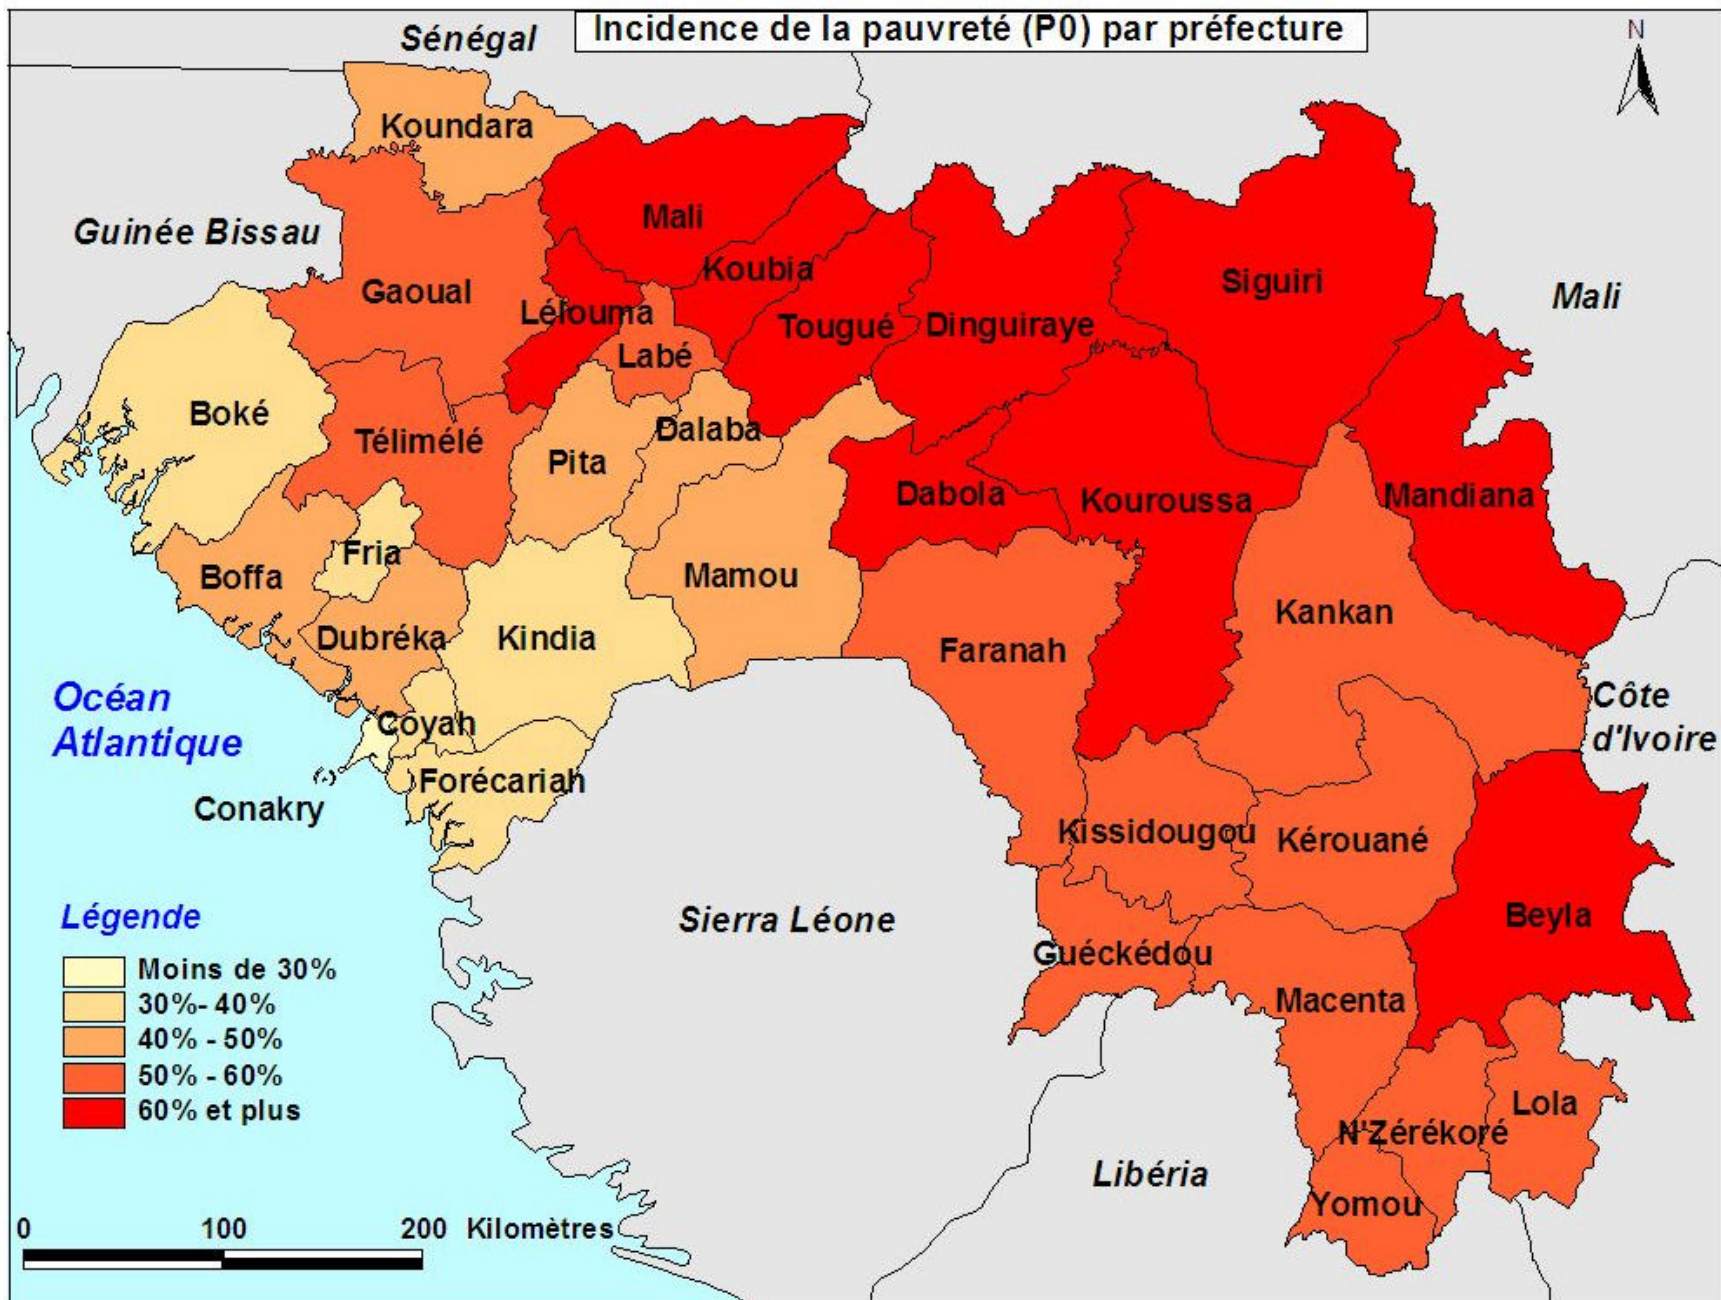 Incidence de la pauvreté (P0) par préfecture
Sénégal
N
Koundara
Guinée Bissau
Mali
Koubia
Gaoual
Siguiri
Mali
Lélouma
Tougué
Dinguiraye
Labé
Boké
Télimélé
Dalaba
Pita
Dabola
Kouroussa
Mandiana
Fria
Boffa
Mamou
Kankan
Dubréka
Kindia
Faranah
Océan
Atlantique
Côte
d'Ivoire
Coyah
Forécariah
Conakry
Kissidougou
Kérouané
Légende
Sierra Léone
Beyla
Guéckédou
Moins de 30%
30%- 40%
40% - 50%
50% - 60%
60% et plus
Macenta
Lola
N'Zérékoré
Libéria
Yomou
0 100 200 Kilomètres